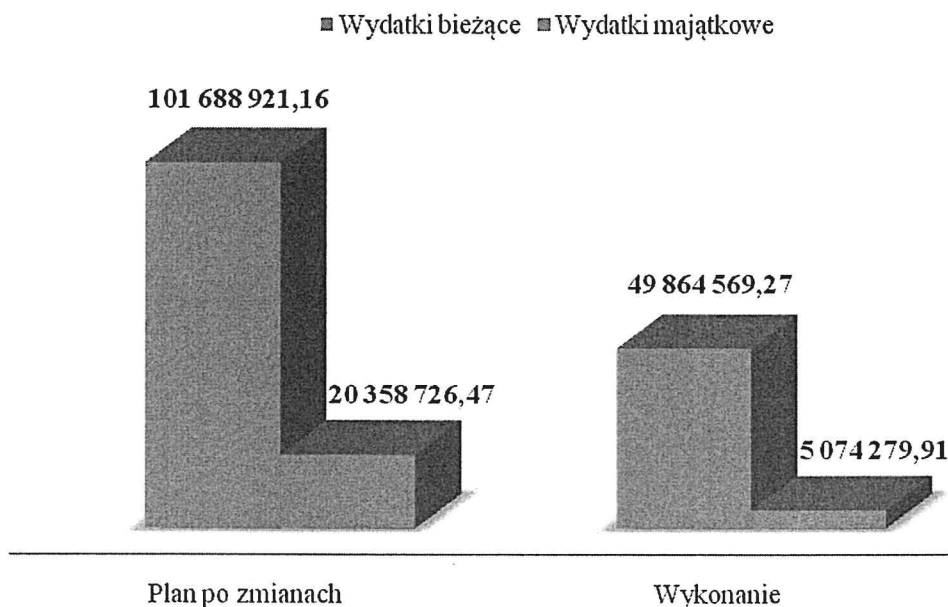 Wydatki bieżące Wydatki majątkowe
101 688 921,16
49 864 569,27
20 358 726,47
5 074 279,91
Plan po zmianach Wykonanie